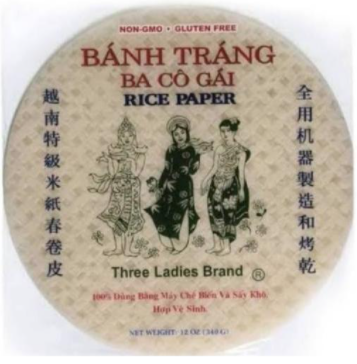 NON-GMO • GLUTEN FREE
BÁNH TRÁNG
BA CÔ GÁI
RICE PAPER
越南特級米紙春卷皮
全用机器製造和烤乾
Three Ladies Brand ®
100% Dùng Bằng Máy Chế Biến Và Sấy Khô
Hợp Vệ Sinh.
NET WEIGHT: 12 OZ (340 G)